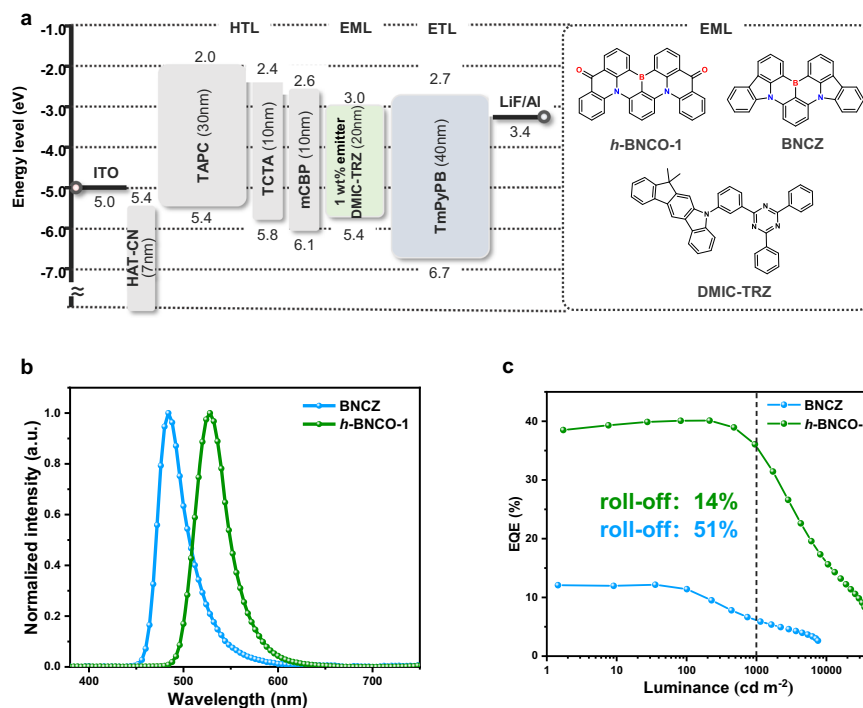 a
HTL EML ETL
EML
-1.0
-2.0
-3.0
-4.0
-5.0
-6.0
-7.0
≈
Energy level (eV)
ITO
5.0
5.4
HAT-CN
(7nm)
2.0
TAPC (30nm)
5.4
2.4
TCTA (10nm)
5.8
2.6
mCBP (10nm)
6.1
3.0
1 wt% emitter
DMIC-TRZ (20nm)
5.4
2.7
TmPyPB (40nm)
6.7
LiF/Al
3.4
O B O
N N
h-BNCO-1
B
N N
BNCZ
N N N
N
DMIC-TRZ
b
BNCZ
h-BNCO-1
Normalized intensity (a.u.)
1.0
0.8
0.6
0.4
0.2
0.0
400 500 600 700
Wavelength (nm)
c
BNCZ
h-BNCO-
EQE (%)
40
30
20
10
0
roll-off: 14%
roll-off: 51%
1 10 100 1000 10000
Luminance (cd m-2)